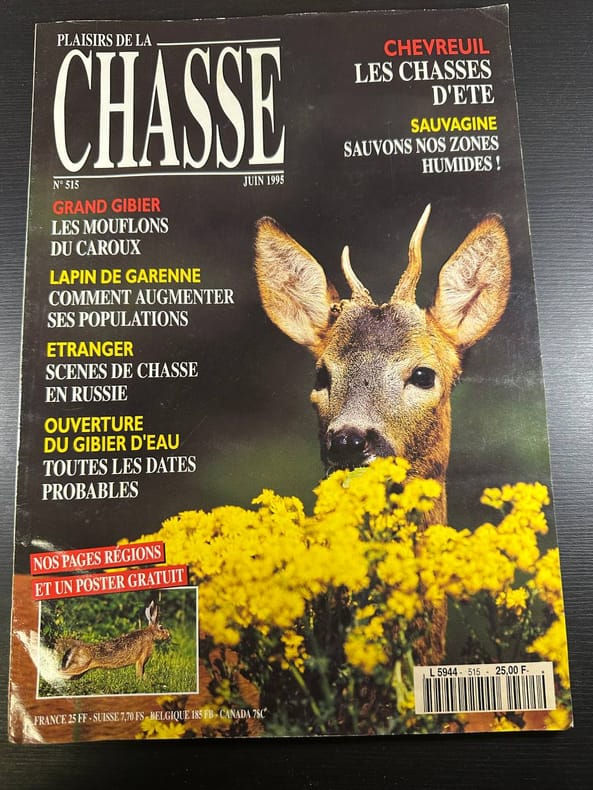 PLAISIRS DE LA
CHASSE
N° 515
JUIN 1995
CHEVREUIL
LES CHASSES
D'ETE
SAUVAGINE
SAUVONS NOS ZONES
HUMIDES !
GRAND GIBIER
LES MOUFLONS
DU CAROUX
LAPIN DE GARENNE
COMMENT AUGMENTER
SES POPULATIONS
ETRANGER
SCENES DE CHASSE
EN RUSSIE
OUVERTURE
DU GIBIER D'EAU
TOUTES LES DATES
PROBABLES
NOS PAGES RÉGIONS
ET UN POSTER GRATUIT
L 5944 - 515 - 25,00 F-
FRANCE 25 FF - SUISSE 7,70 FS - BELGIQUE 185 FB - CANADA 7$C